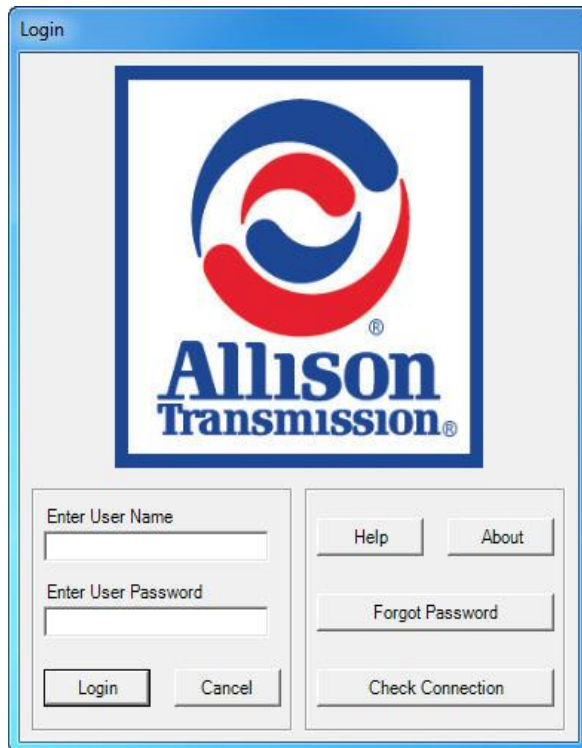 Login
®
Allison
Transmission®
Enter User Name
Enter User Password
Login Cancel
Help About
Forgot Password
Check Connection